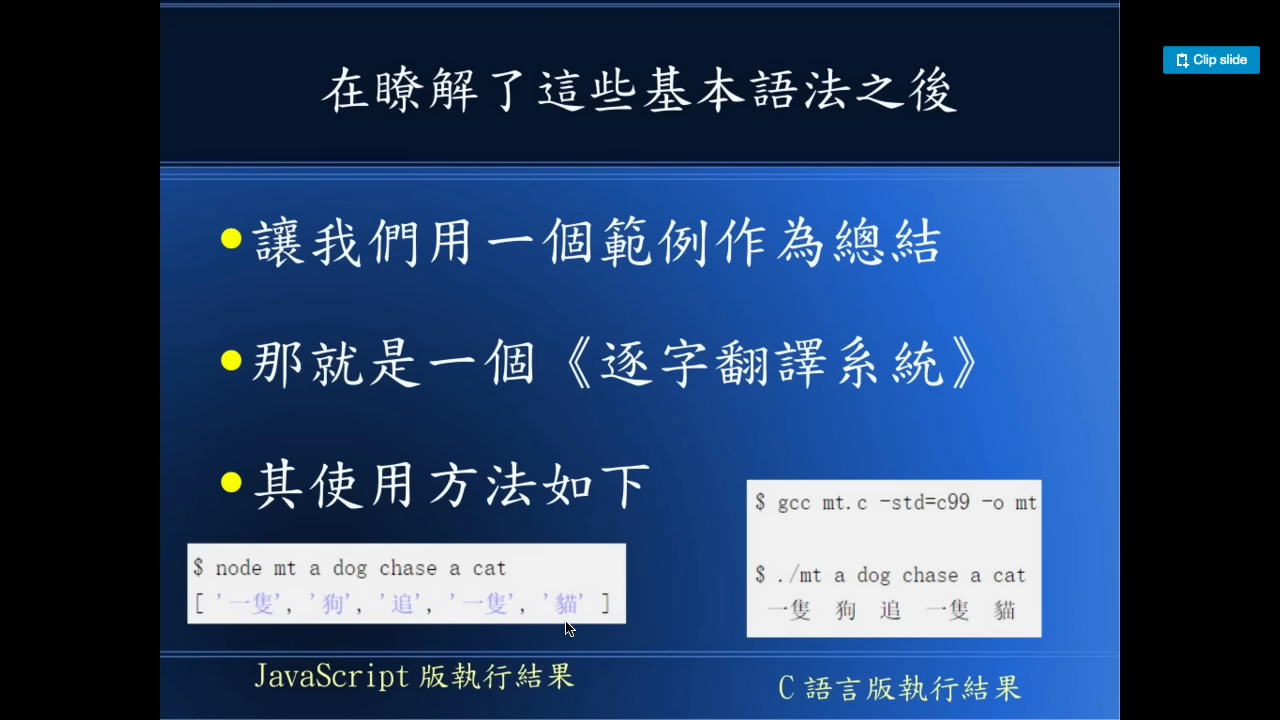 在瞭解了這些基本語法之後
Clip slide
讓我們用一個範例作為總結
那就是一個《逐字翻譯系統》
其使用方法如下
$ node mt a dog chase a cat
[ '一隻', '狗', '追', '一隻', '貓' ]
JavaScript 版執行結果
$ gcc mt.c -std=c99 -o mt
$ ./mt a dog chase a cat
一隻 狗 追 一隻 貓
C 語言版執行結果